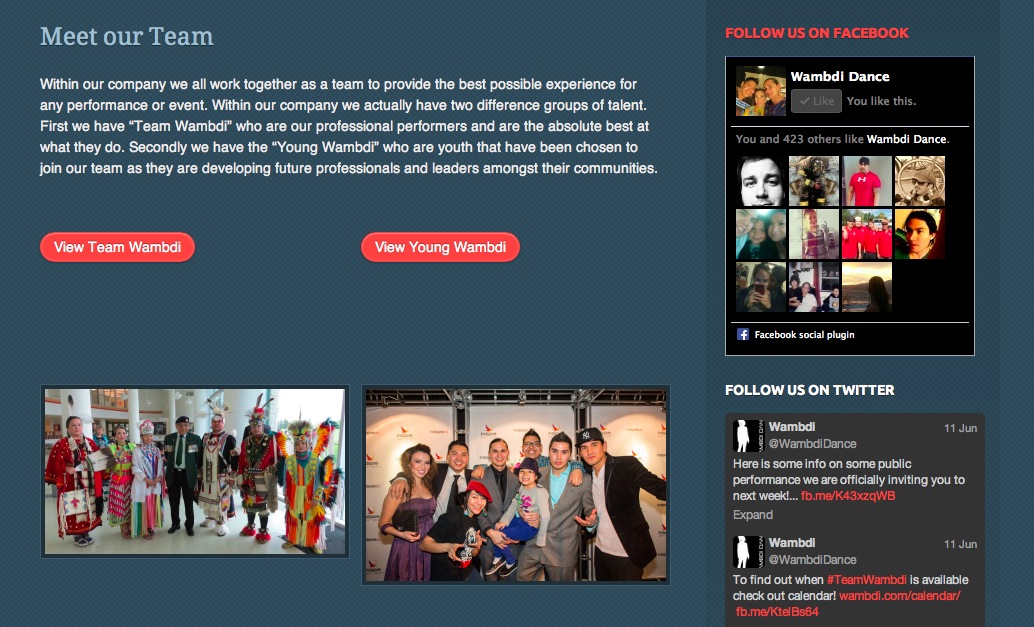 Meet our Team
Within our company we all work together as a team to provide the best possible experience for
any performance or event. Within our company we actually have two difference groups of talent.
First we have “Team Wambdi” who are our professional performers and are the absolute best at
what they do. Secondly we have the “Young Wambdi” who are youth that have been chosen to
join our team as they are developing future professionals and leaders amongst their communities.
View Team Wambdi
View Young Wambdi
FOLLOW US ON FACEBOOK
Wambdi Dance
Like
You like this.
You and 423 others like Wambdi Dance.
Facebook social plugin
FOLLOW US ON TWITTER
Wambdi
11 Jun
@WambdiDance
Here is some info on some public
performance we are officially inviting you to
next week!... fb.me/K43xzqWB
Expand
Wambdi
11 Jun
@WambdiDance
To find out when #TeamWambdi is available
check out calendar! wambdi.com/calendar/
fb.me/KtelBs64